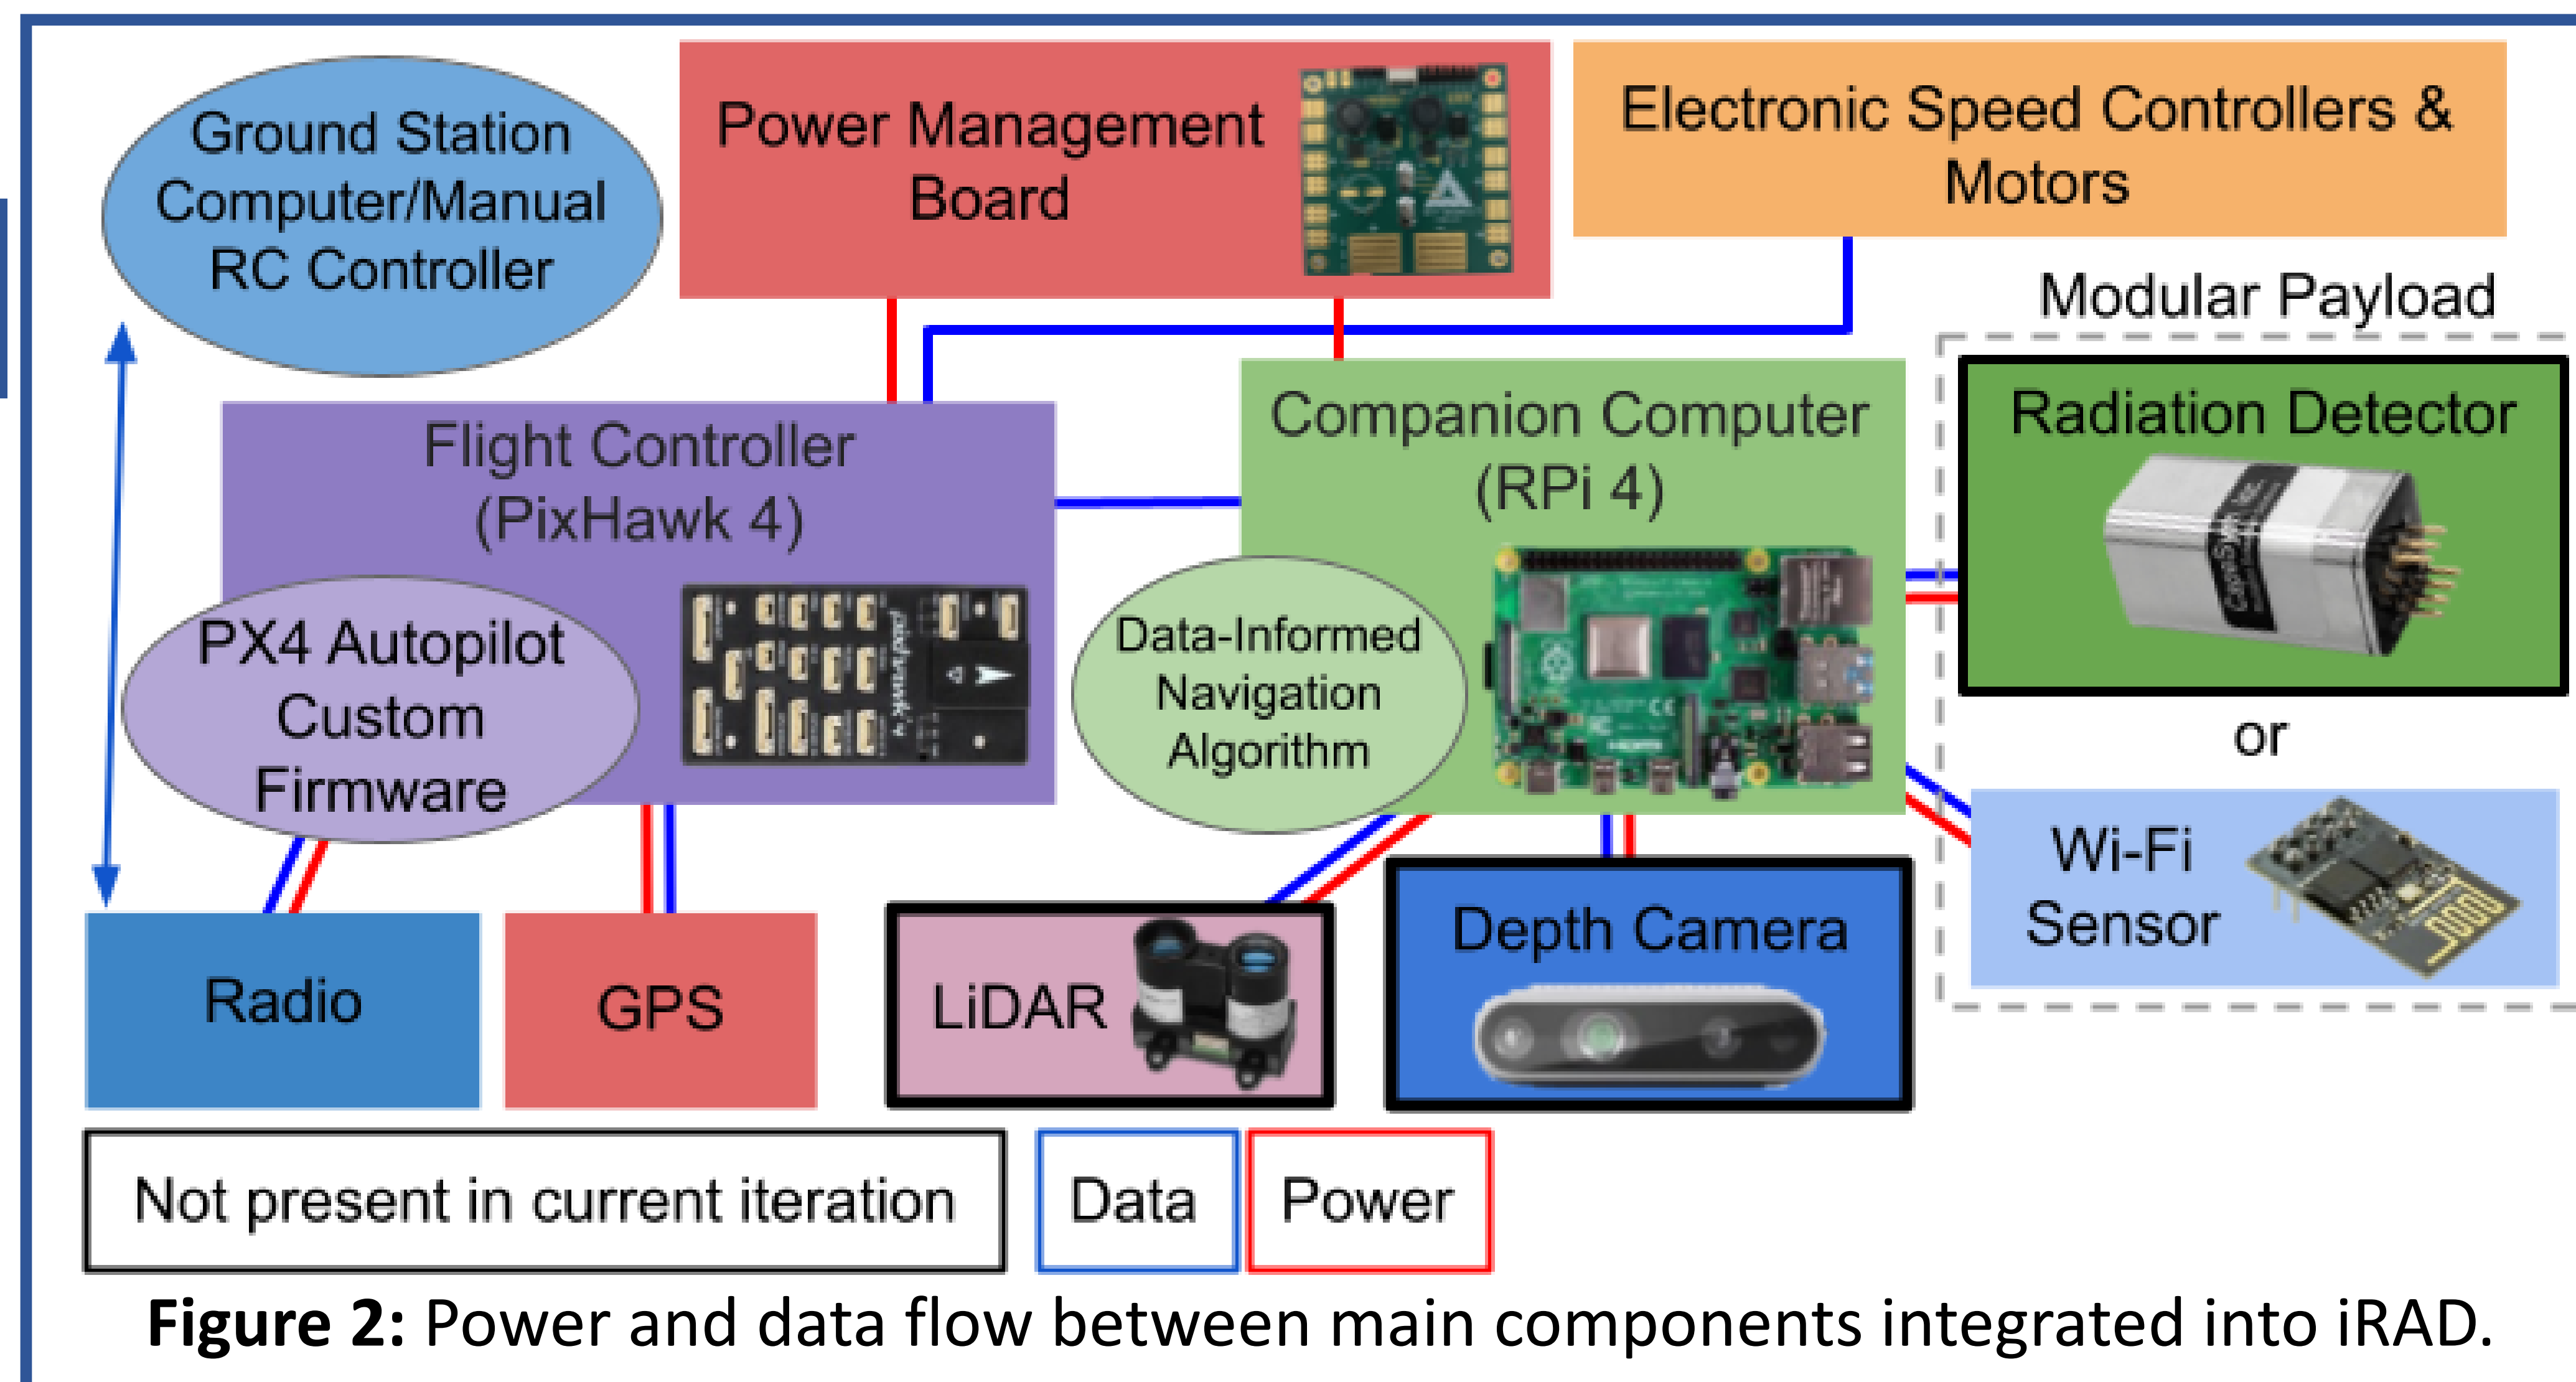 Ground Station
Computer/Manual
RC Controller
Power Management
Board
Electronic Speed Controllers &
Motors
Modular Payload
Flight Controller
(PixHawk 4)
Companion Computer
(RPi 4)
Radiation Detector
PX4 Autopilot
Custom
Firmware
pixhawk 4
Data-Informed
Navigation
Algorithm
or
Wi-Fi
Sensor
Radio
GPS
LiDAR
Depth Camera
Not present in current iteration
Data
Power
Figure 2: Power and data flow between main components integrated into iRAD.